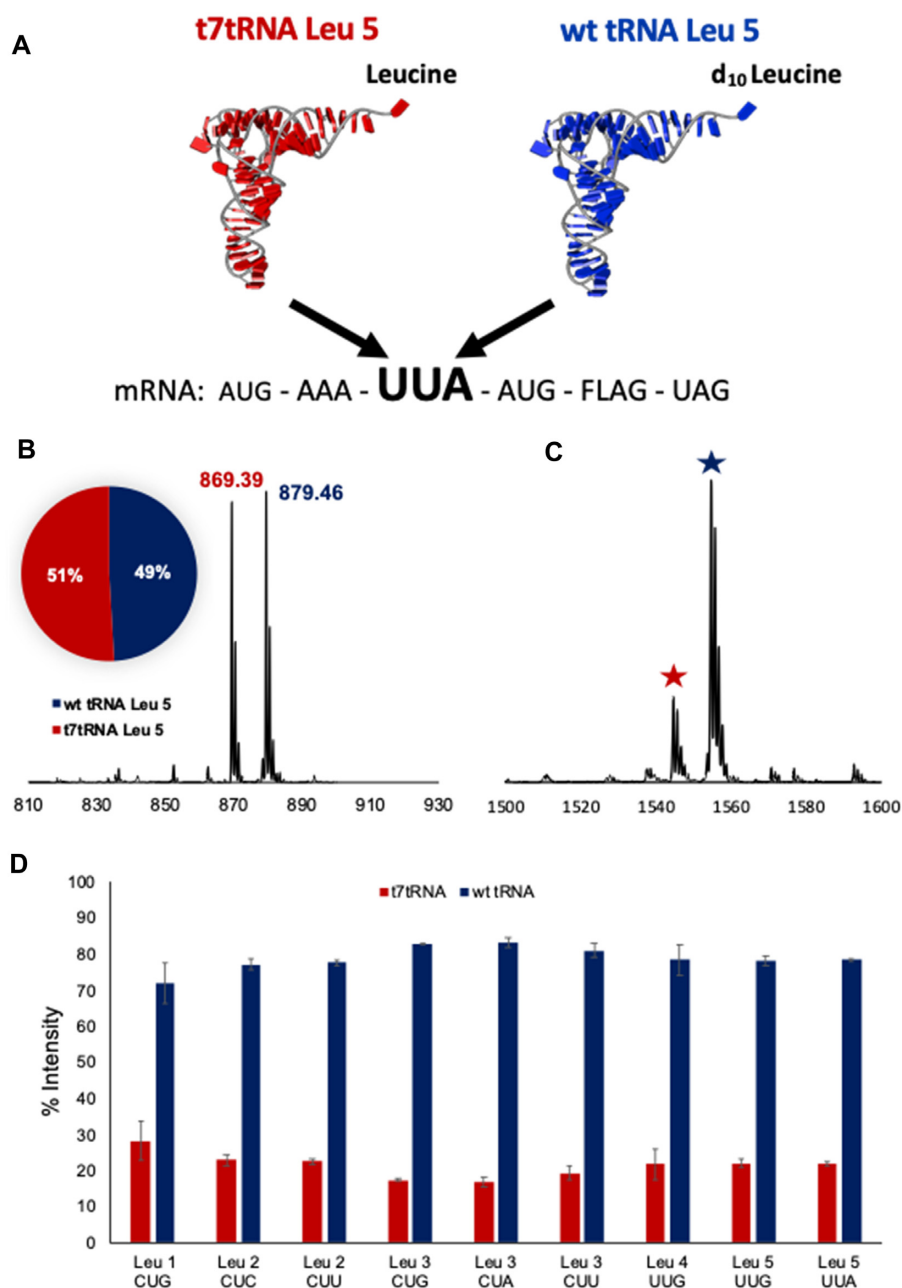 A
t7tRNA Leu 5
wt tRNA Leu 5
Leucine
d10 Leucine
mRNA: AUG - AAA - UUA - AUG - FLAG - UAG
B
869.39
879.46
51%
49%
wt tRNA Leu 5
t7tRNA Leu 5
810 830 850 870 890 910 930
C
1500 1520 1540 1560 1580 1600
D
t7tRNA wt tRNA
% Intensity
100
90
80
70
60
50
40
30
20
10
0
Leu 1 Leu 2 Leu 2 Leu 3 Leu 3 Leu 3 Leu 4 Leu 5 Leu 5
CUG CUC CUU CUG CUA CUU UUG UUG UUA